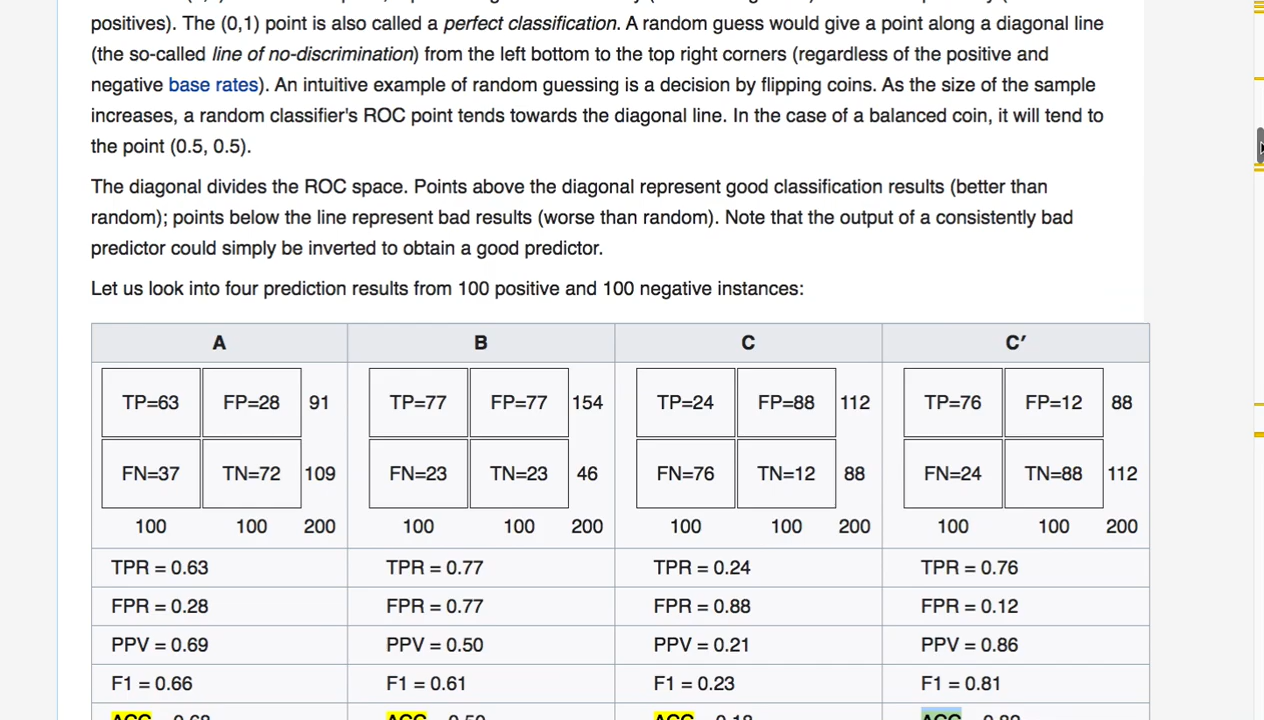 positives). The (0,1) point is also called a perfect classification. A random guess would give a point along a diagonal line
(the so-called line of no-discrimination) from the left bottom to the top right corners (regardless of the positive and
negative base rates). An intuitive example of random guessing is a decision by flipping coins. As the size of the sample
increases, a random classifier's ROC point tends towards the diagonal line. In the case of a balanced coin, it will tend to
the point (0.5, 0.5).
The diagonal divides the ROC space. Points above the diagonal represent good classification results (better than
random); points below the line represent bad results (worse than random). Note that the output of a consistently bad
predictor could simply be inverted to obtain a good predictor.
Let us look into four prediction results from 100 positive and 100 negative instances:
A B C C′
TP=63 FP=28 91 TP=77 FP=77 154 TP=24 FP=88 112 TP=76 FP=12 88
FN=37 TN=72 109 FN=23 TN=23 46 FN=76 TN=12 88 FN=24 TN=88 112
100 100 200 100 100 200 100 100 200 100 100 200
TPR = 0.63 TPR = 0.77 TPR = 0.24 TPR = 0.76
FPR = 0.28 FPR = 0.77 FPR = 0.88 FPR = 0.12
PPV = 0.69 PPV = 0.50 PPV = 0.21 PPV = 0.86
F1 = 0.66 F1 = 0.61 F1 = 0.23 F1 = 0.81